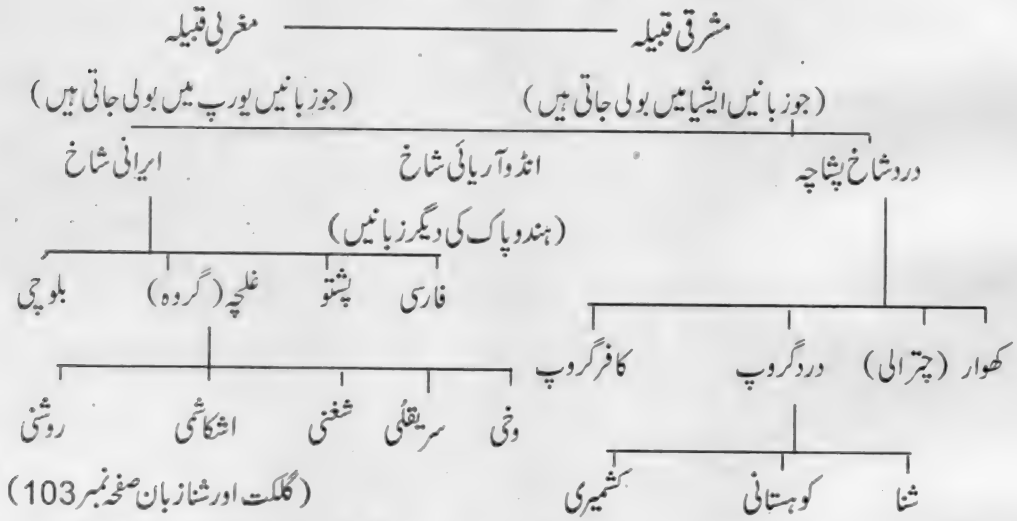 مشرقی قبیلہ مغربی قبیلہ
(جو زبانیں ایشیا میں بولی جاتی ہیں) (جو زبانیں یورپ میں بولی جاتی ہیں)
درد شاخ پشاچہ انڈو آریائی شاخ ایرانی شاخ
(ہند و پاک کی دیگر زبانیں)
فارسی پشتو غلچہ (گروہ) بلوچی
کھوار (چترالی) درد گروپ کافر گروپ
وخی سریقلی شغنی اشکاشمی روشنی
شنا کوہستانی کشمیری
(گلگت اور شنا زبان صفحہ نمبر 103)